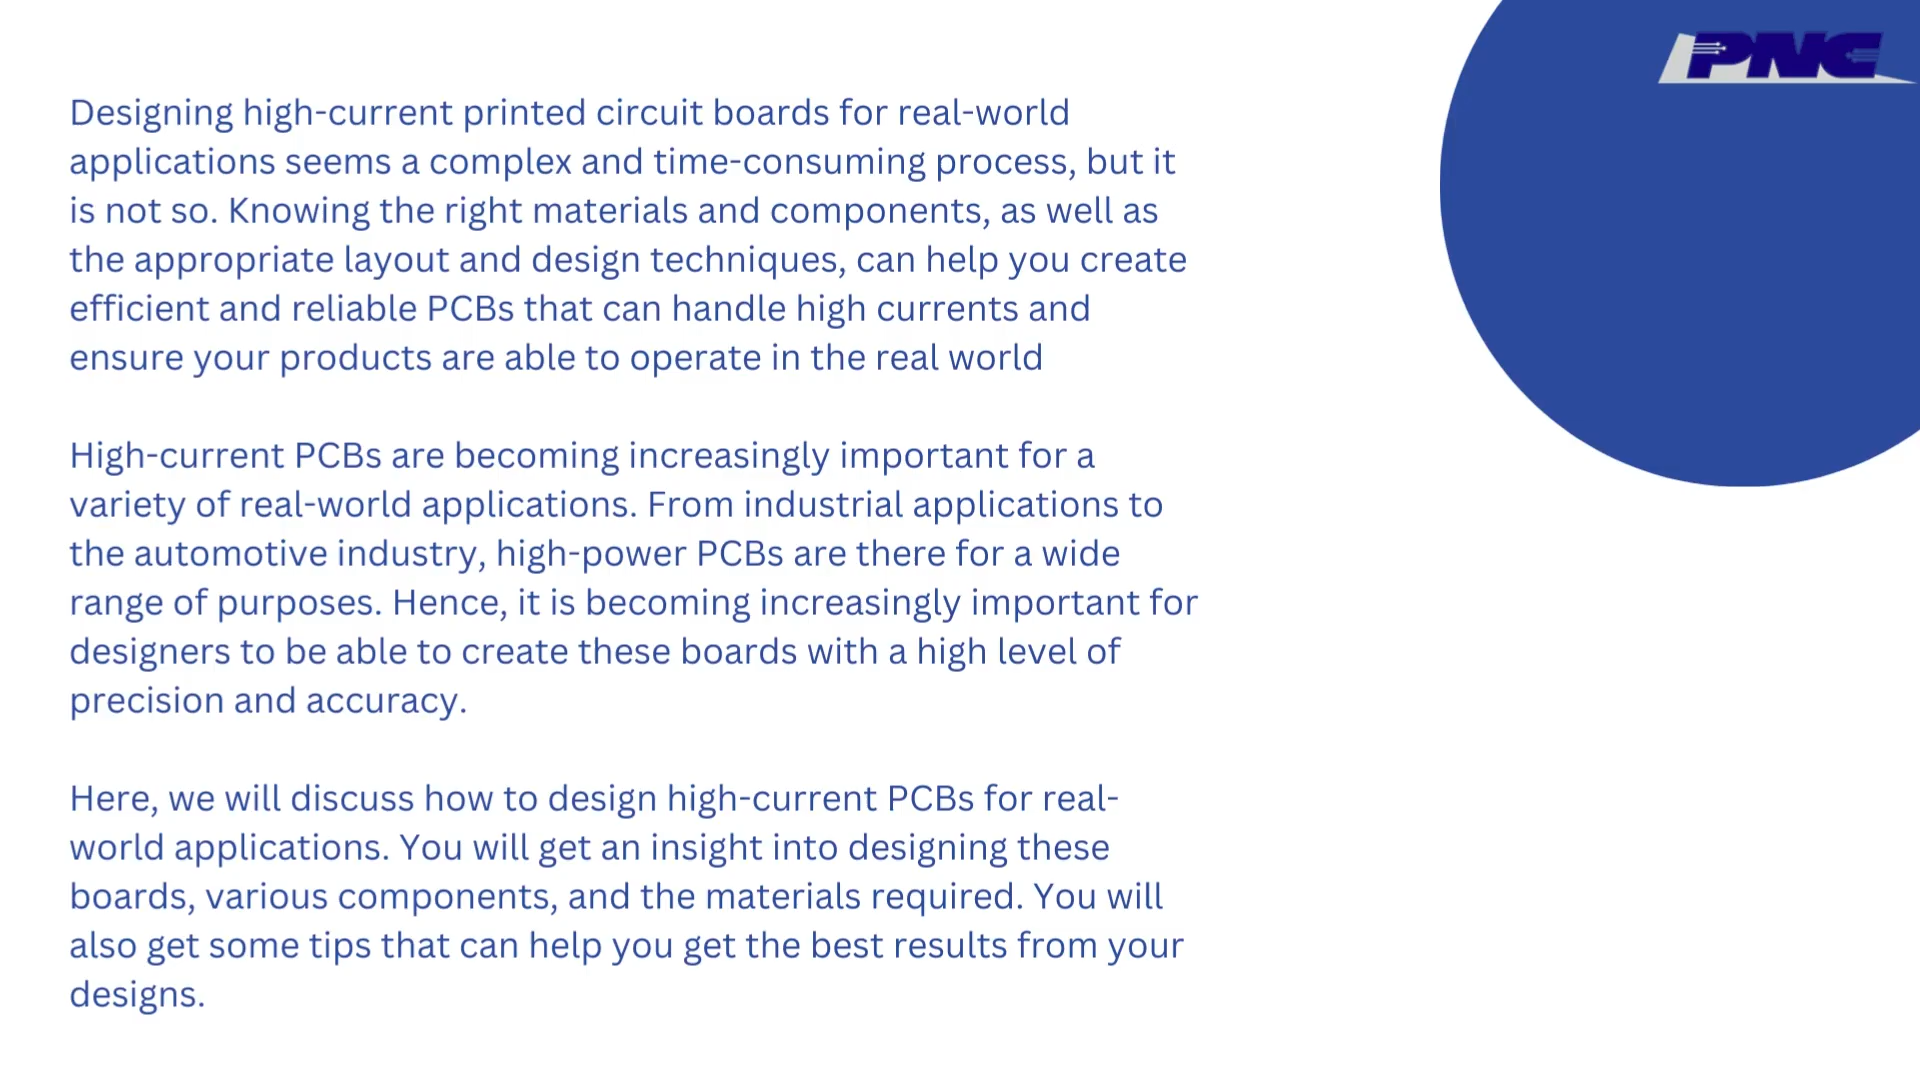 PNC
Designing high-current printed circuit boards for real-world
applications seems a complex and time-consuming process, but it
is not so. Knowing the right materials and components, as well as
the appropriate layout and design techniques, can help you create
efficient and reliable PCBs that can handle high currents and
ensure your products are able to operate in the real world
High-current PCBs are becoming increasingly important for a
variety of real-world applications. From industrial applications to
the automotive industry, high-power PCBs are there for a wide
range of purposes. Hence, it is becoming increasingly important for
designers to be able to create these boards with a high level of
precision and accuracy.
Here, we will discuss how to design high-current PCBs for real-
world applications. You will get an insight into designing these
boards, various components, and the materials required. You will
also get some tips that can help you get the best results from your
designs.